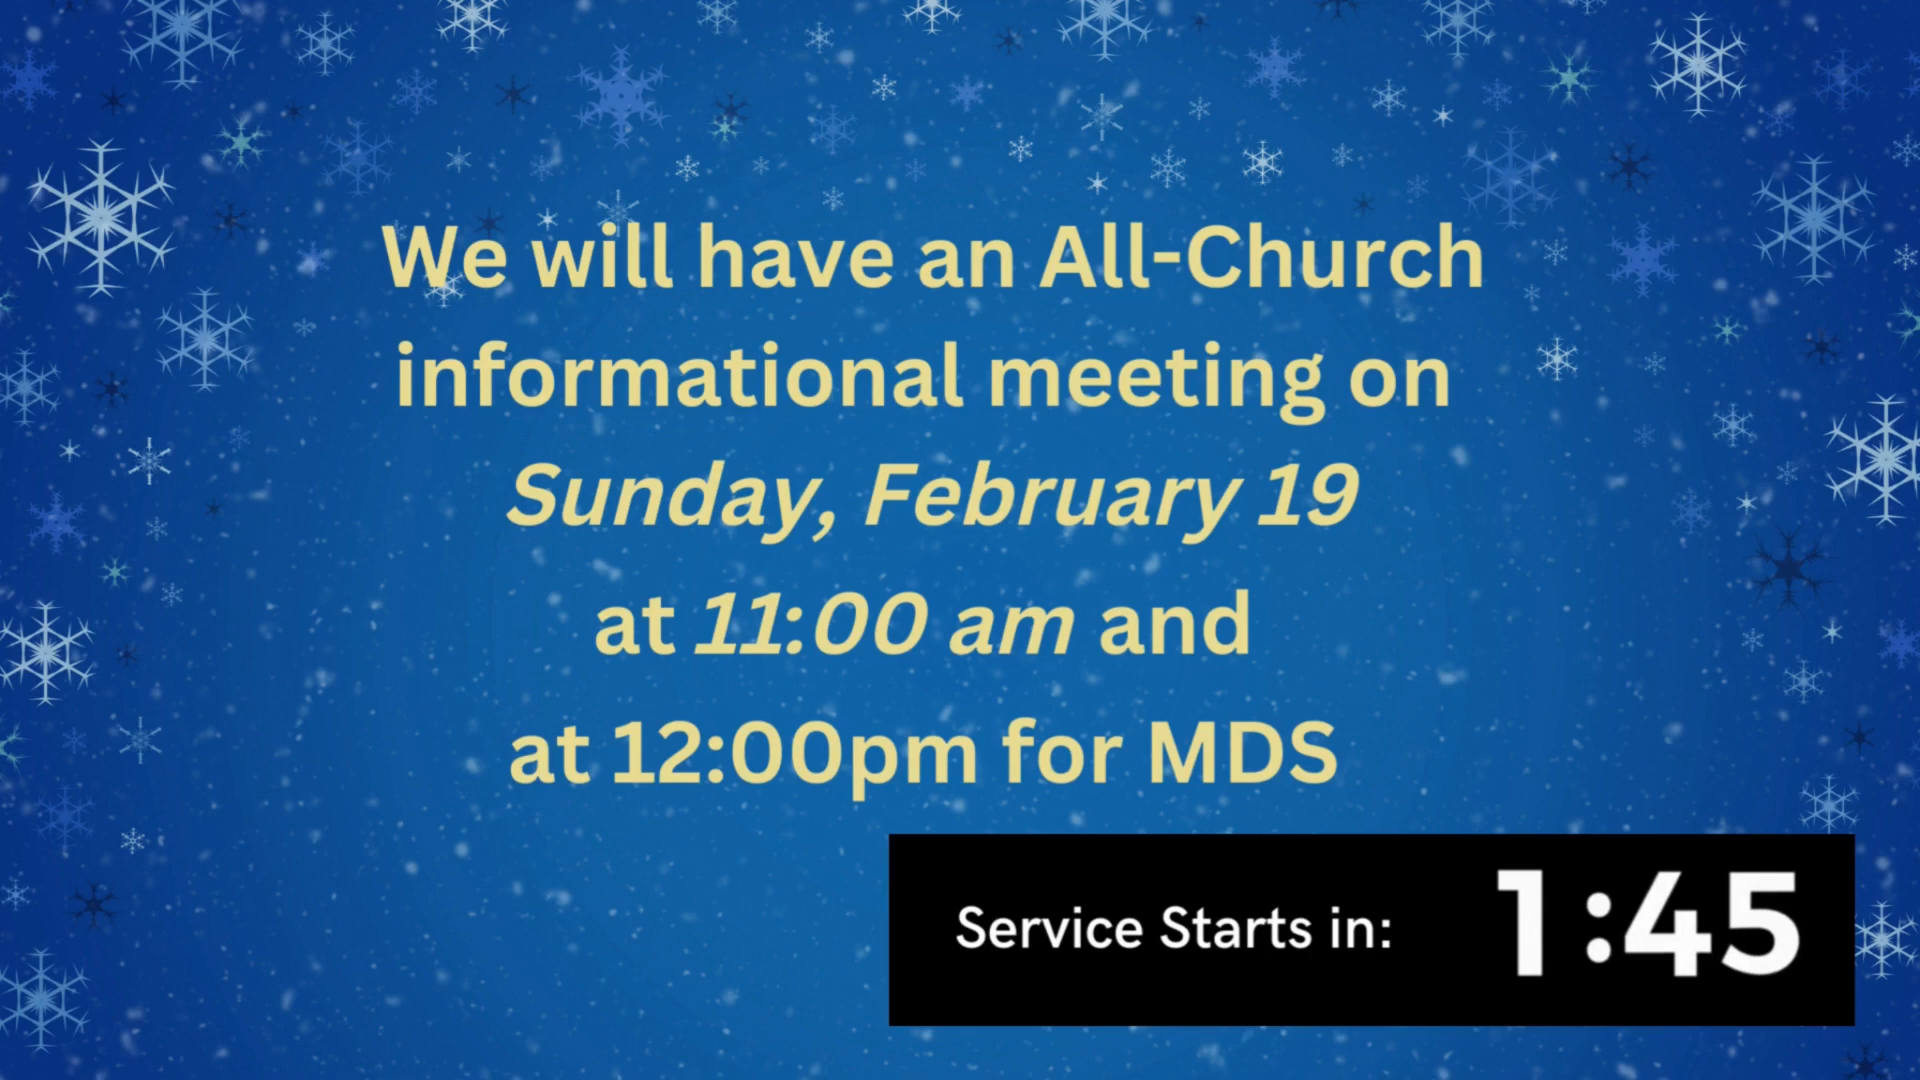 We will have an All-Church
informational meeting on
Sunday, February 19
at 11:00 am and
at 12:00pm for MDS
Service Starts in: 1:45